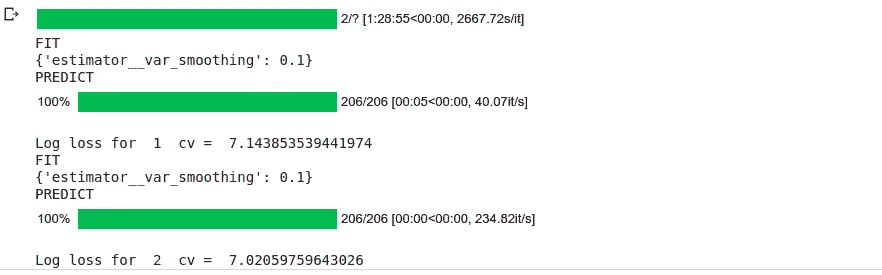 2/? [1:28:55<00:00, 2667.72s/it]
FIT
{'estimator__var_smoothing': 0.1}
PREDICT
100% 206/206 [00:05<00:00, 40.07it/s]
Log loss for  1  cv =  7.143853539441974
FIT
{'estimator__var_smoothing': 0.1}
PREDICT
100% 206/206 [00:00<00:00, 234.82it/s]
Log loss for  2  cv =  7.02059759643026